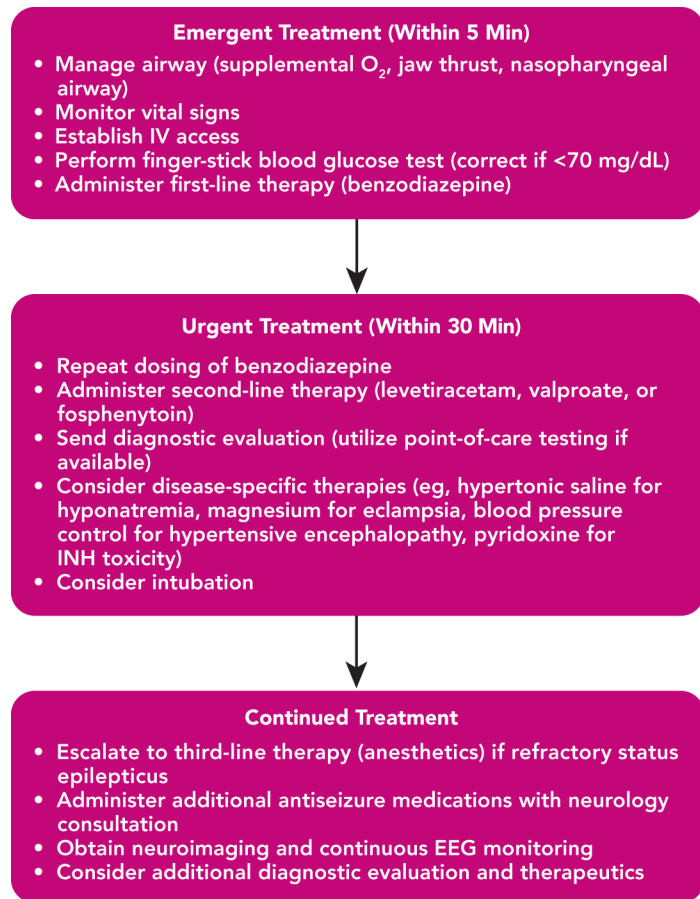 Emergent Treatment (Within 5 Min)
• Manage airway (supplemental O₂, jaw thrust, nasopharyngeal
airway)
• Monitor vital signs
• Establish IV access
• Perform finger-stick blood glucose test (correct if <70 mg/dL)
• Administer first-line therapy (benzodiazepine)
Urgent Treatment (Within 30 Min)
• Repeat dosing of benzodiazepine
• Administer second-line therapy (levetiracetam, valproate, or
fosphenytoin)
• Send diagnostic evaluation (utilize point-of-care testing if
available)
• Consider disease-specific therapies (eg, hypertonic saline for
hyponatremia, magnesium for eclampsia, blood pressure
control for hypertensive encephalopathy, pyridoxine for
INH toxicity)
• Consider intubation
Continued Treatment
• Escalate to third-line therapy (anesthetics) if refractory status
epilepticus
• Administer additional antiseizure medications with neurology
consultation
• Obtain neuroimaging and continuous EEG monitoring
• Consider additional diagnostic evaluation and therapeutics